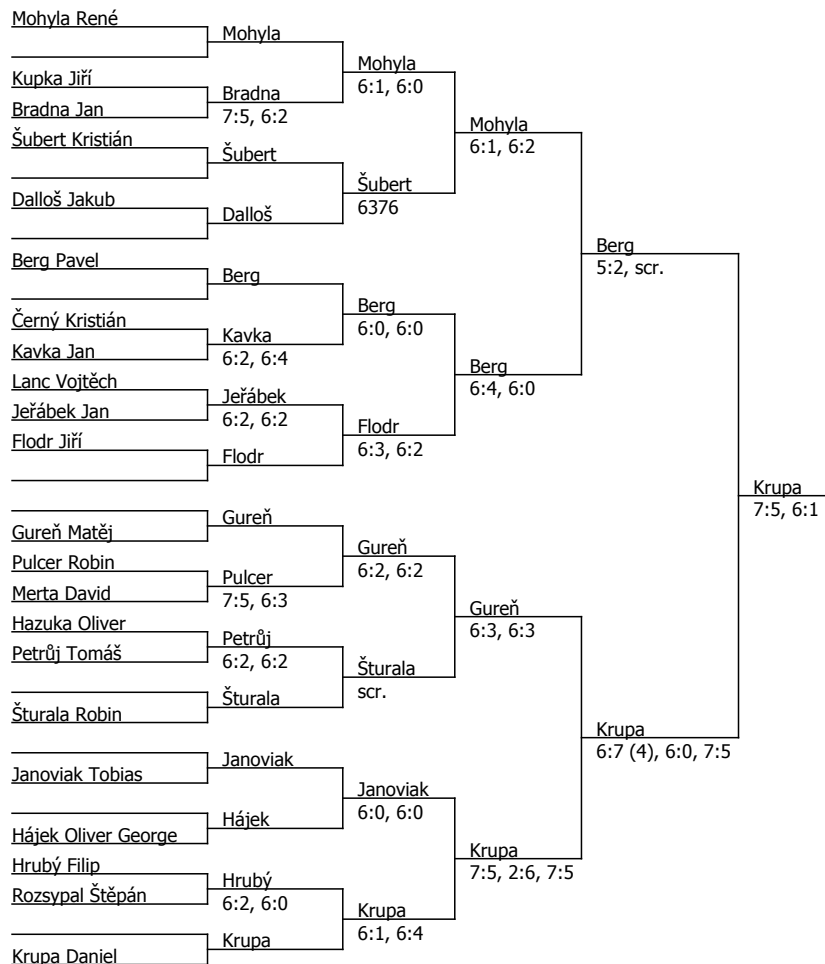 Mohyla René
Mohyla
Mohyla
6:1, 6:0
Kupka Jiří
Bradna
7:5, 6:2
Bradna Jan
Mohyla
6:1, 6:2
Šubert Kristián
Šubert
Šubert
6376
Dalloš Jakub
Dalloš
Berg
5:2, scr.
Berg Pavel
Berg
Berg
6:0, 6:0
Černý Kristián
Kavka
6:2, 6:4
Kavka Jan
Berg
6:4, 6:0
Lanc Vojtěch
Jeřábek
6:2, 6:2
Jeřábek Jan
Flodr
6:3, 6:2
Flodr Jiří
Flodr
Krupa
7:5, 6:1
Gureň
Gureň Matěj
Gureň
6:2, 6:2
Pulcer Robin
Pulcer
7:5, 6:3
Merta David
Gureň
6:3, 6:3
Hazuka Oliver
Petrůj
6:2, 6:2
Petrůj Tomáš
Šturala
scr.
Šturala
Šturala Robin
Krupa
6:7 (4), 6:0, 7:5
Janoviak
Janoviak Tobias
Janoviak
6:0, 6:0
Hájek
Hájek Oliver George
Krupa
7:5, 2:6, 7:5
Hrubý Filip
Hrubý
6:2, 6:0
Rozsypal Štěpán
Krupa
6:1, 6:4
Krupa
Krupa Daniel